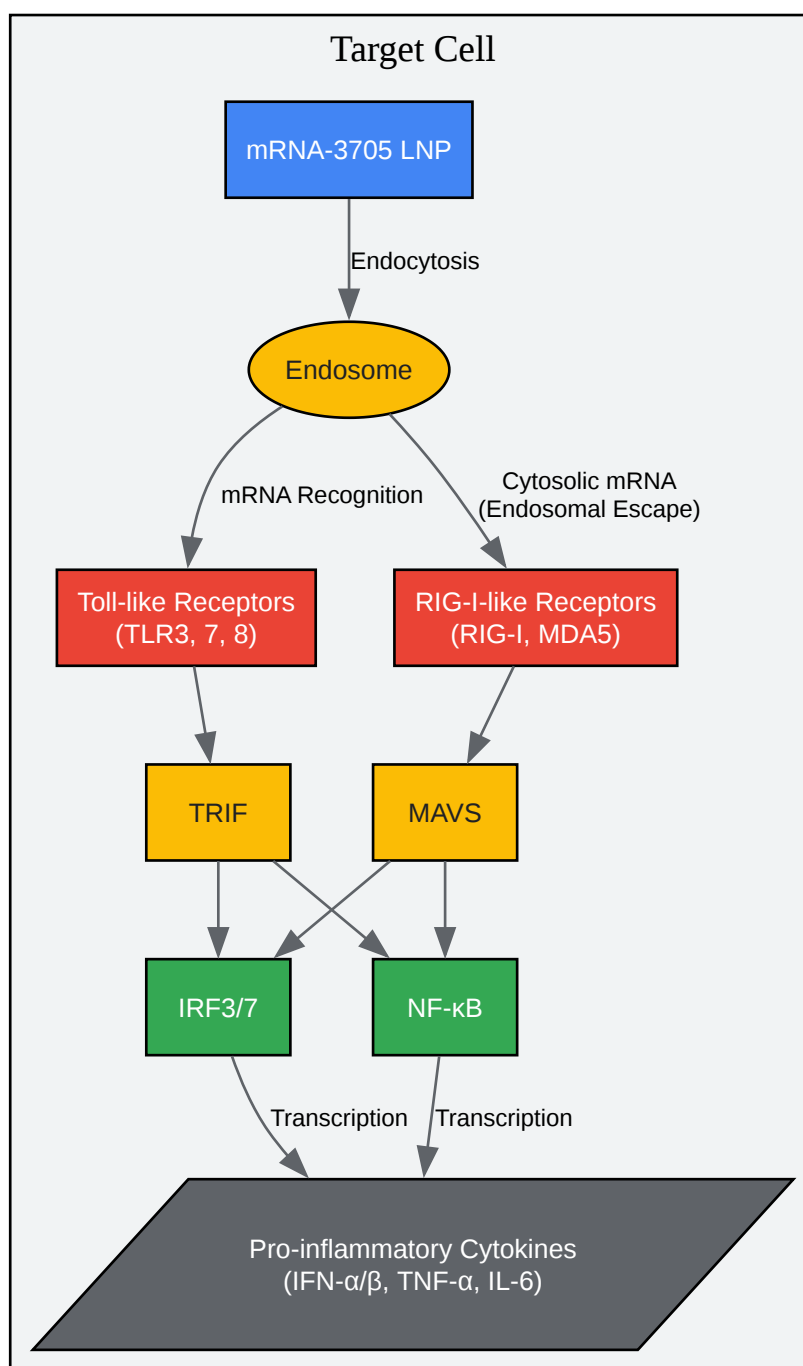 Target Cell
mRNA-3705 LNP
Endocytosis
Endosome
mRNA Recognition
Cytosolic mRNA
(Endosomal Escape)
Toll-like Receptors
(TLR3, 7, 8)
RIG-I-like Receptors
(RIG-I, MDA5)
TRIF
MAVS
IRF3/7
NF-κB
Transcription
Transcription
Pro-inflammatory Cytokines
(IFN-α/β, TNF-α, IL-6)